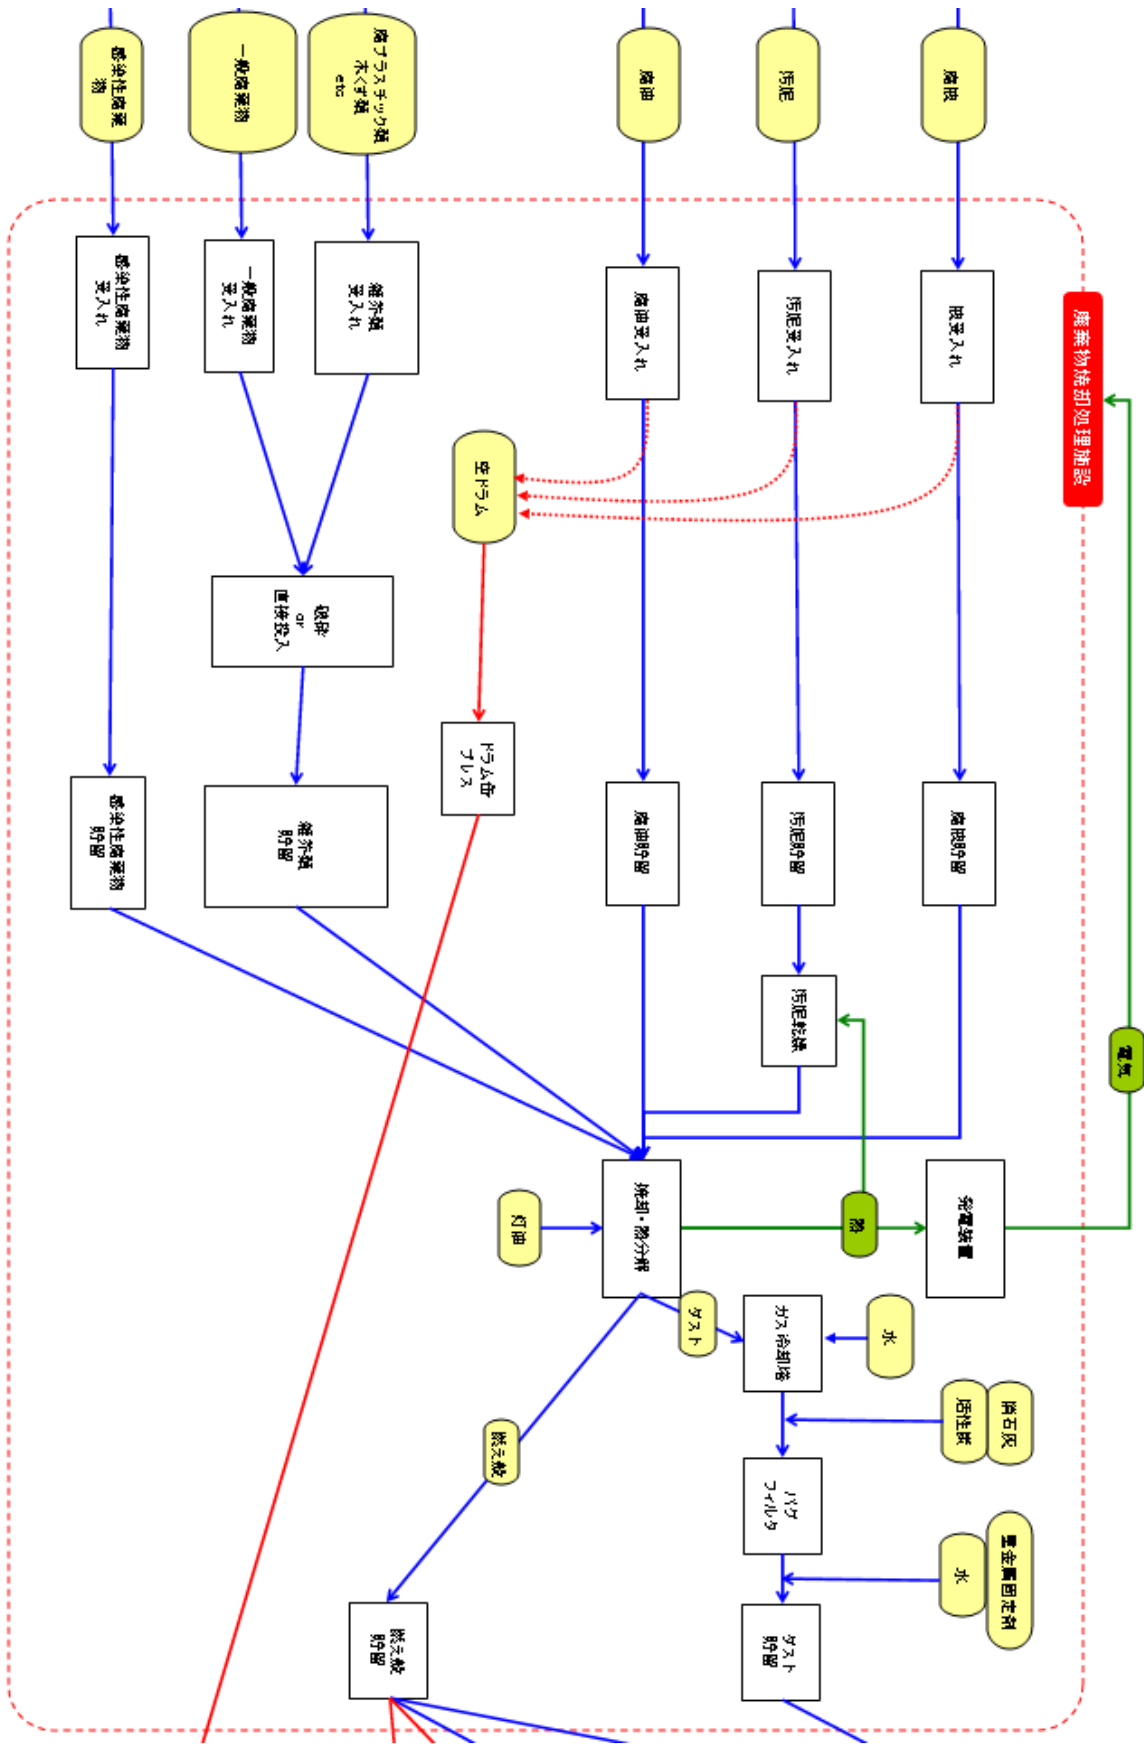 電気
廃棄物焼却処理施設
消石灰
重金属固定剤
廃液
液受入れ
廃液貯留
発電装置
活性炭
水
水
熱
汚泥
汚泥受入れ
汚泥貯留
汚泥乾燥
ガス冷却塔
バグ
フィルタ
ダスト
貯留
ダスト
廃油
廃油受入れ
廃油貯留
焼却・熱分解
灯油
燃え殻
空ドラム
ドラム缶
プレス
廃プラスチック類
木くず類
etc
雑芥類
受入れ
破砕
or
直接投入
雑芥類
貯留
燃え殻
貯留
一般廃棄物
一般廃棄物
受入れ
感染性廃棄
物
感染性廃棄物
受入れ
感染性廃棄物
貯留